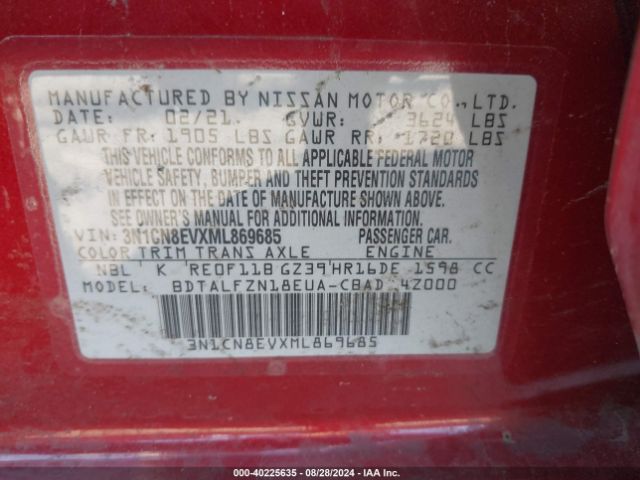 MANUFACTURED BY NISSAN MOTOR CO., LTD.
DATE: 02/21. GVWR: 3624 LBS
GAWR FR: 1905 LBS GAWR RR: 1720 LBS
THIS VEHICLE CONFORMS TO ALL APPLICABLE FEDERAL MOTOR
VEHICLE SAFETY, BUMPER AND THEFT PREVENTION STANDARDS
IN EFFECT ON THE DATE OF MANUFACTURE SHOWN ABOVE.
SEE OWNER'S MANUAL FOR ADDITIONAL INFORMATION.
VIN: 3N1CN8EVXML869685 PASSENGER CAR.
COLOR TRIM TRANS AXLE ENGINE
NBL K RE0F11B GZ39 HR16DE 1598 CC
MODEL: BDTALFZN18EUA-CBAD 4Z000
3N1CN8EVXML869685
000-40225635 - 08/28/2024 - IAA Inc.